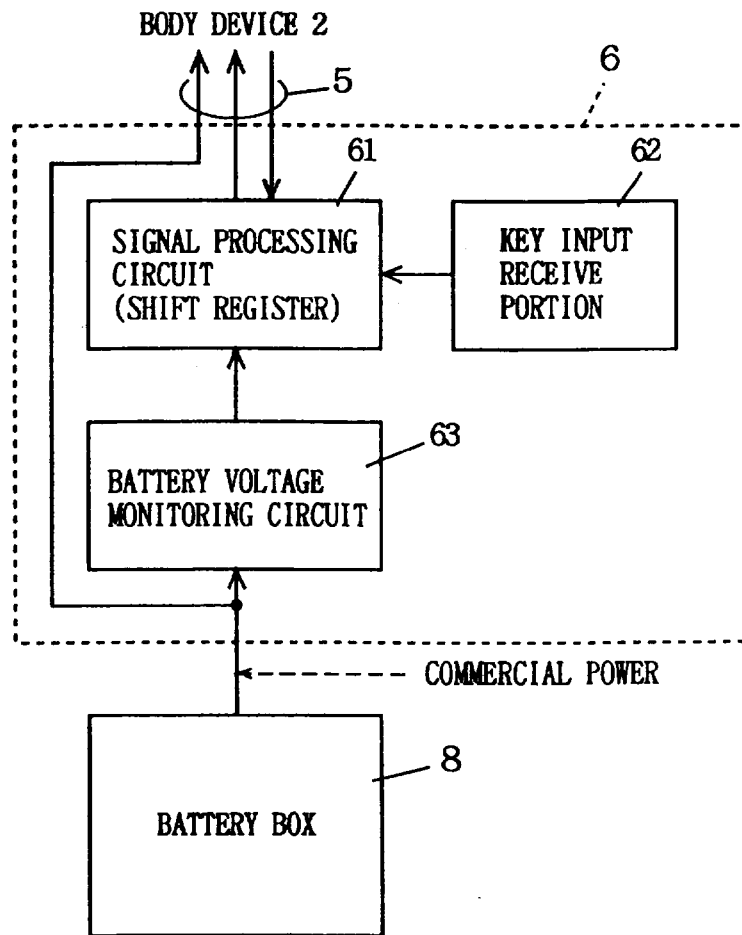 BODY DEVICE 2
5
6
61
62
SIGNAL PROCESSING
CIRCUIT
(SHIFT REGISTER)
KEY INPUT
RECEIVE
PORTION
63
BATTERY VOLTAGE
MONITORING CIRCUIT
COMMERCIAL POWER
8
BATTERY BOX